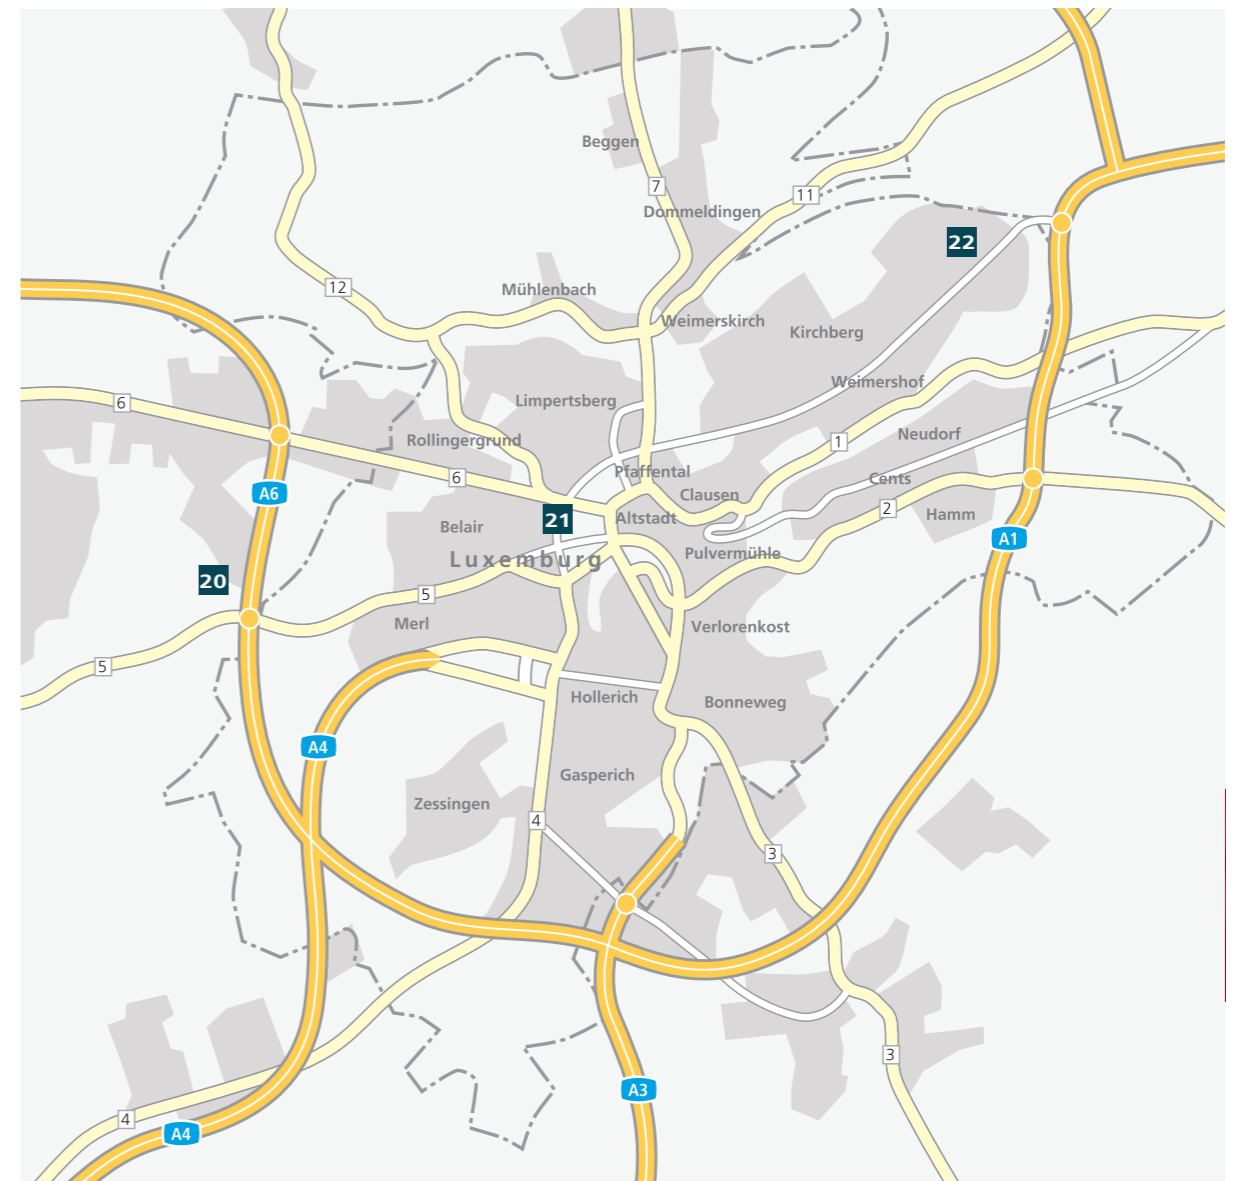 Beggen
7
11
Dommeldingen
22
12
Mühlenbach
Weimerskirch
Kirchberg
Weimershof
6
Limpertsberg
Rollingergrund
1
Neudorf
6
Pfaffental
Cents
A6
Clausen
2
21
Altstadt
Hamm
Belair
A1
Luxemburg
Pulvermühle
20
5
Merl
Verlorenkost
5
Hollerich
Bonneweg
A4
Gasperich
Zessingen
4
3
3
A3
4
A4